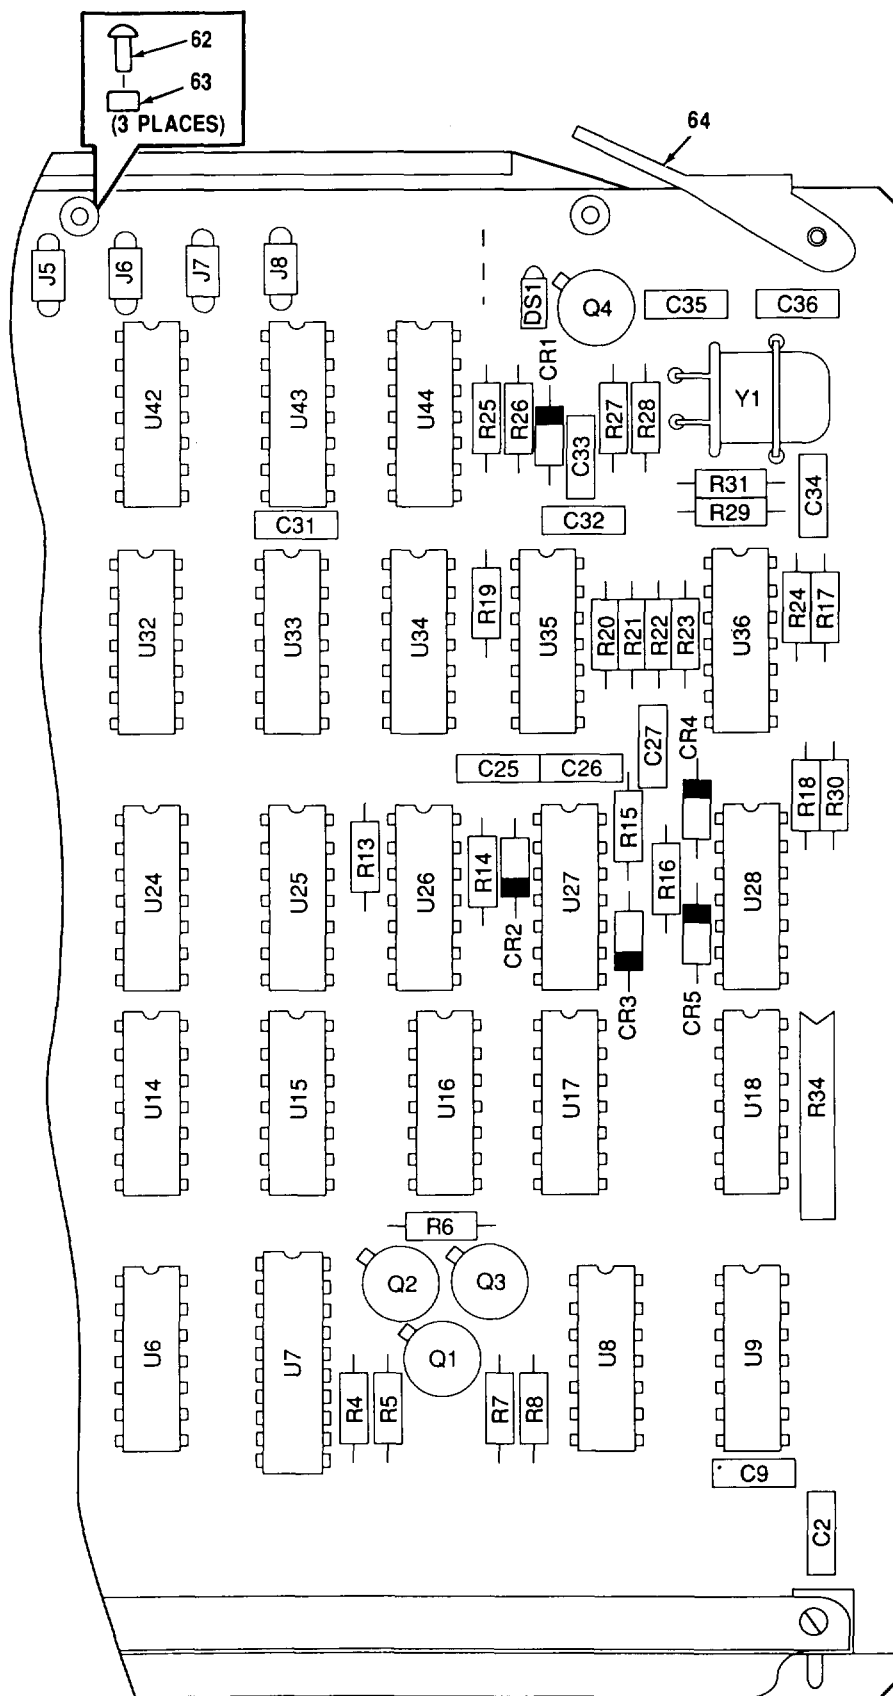 62
63
(3 PLACES)
64
J5 J6 J7 J8
DS1 Q4 C35 C36
CR1
U42 U43 U44 R25 R26 C33 R27 R28 Y1
R31
R29 C34
C31 C32
U32 U33 U34 R19 U35 R20 R21 R22 R23 U36 R24 R17
C25 C26 C27 CR4
R18 R30
U24 U25 R13 U26 R14 U27 R15 R16 U28
CR2
CR3 CR5
U14 U15 U16 U17 U18 R34
R6
Q2 Q3
U6 U7 Q1 U8 U9
R4 R5 R7 R8
C9
C2